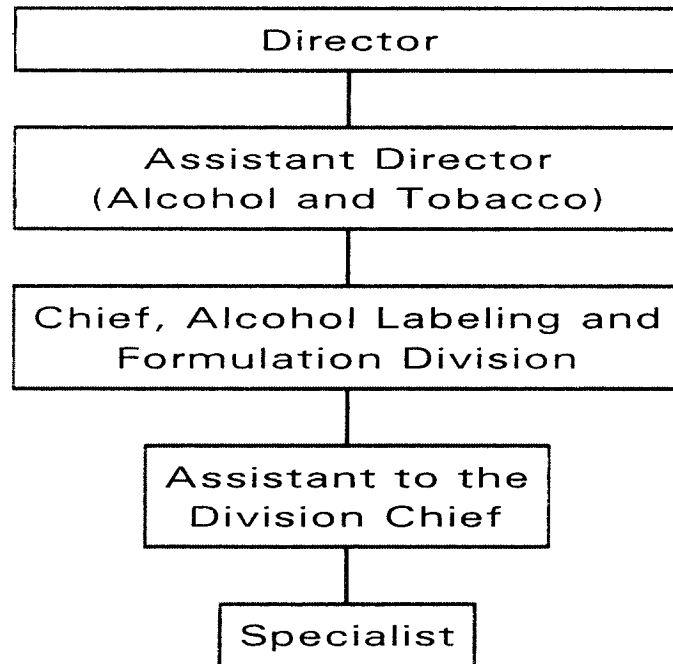 Director
Assistant Director
(Alcohol and Tobacco)
Chief, Alcohol Labeling and
Formulation Division
Assistant to the
Division Chief
Specialist